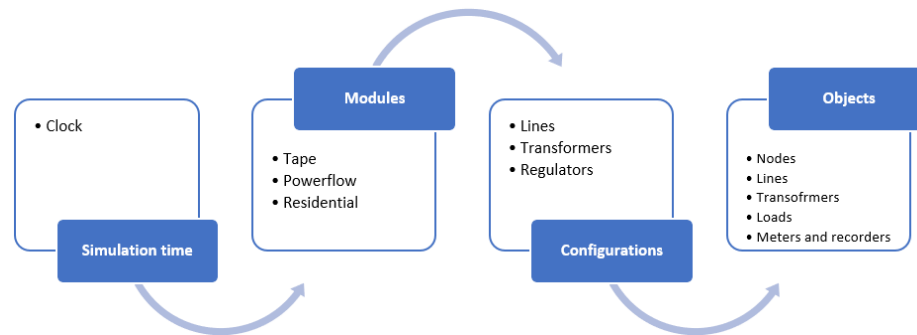 • Clock
Simulation time
Modules
• Tape
• Powerflow
• Residential
• Lines
• Transformers
• Regulators
Configurations
Objects
• Nodes
• Lines
• Transofrmers
• Loads
• Meters and recorders